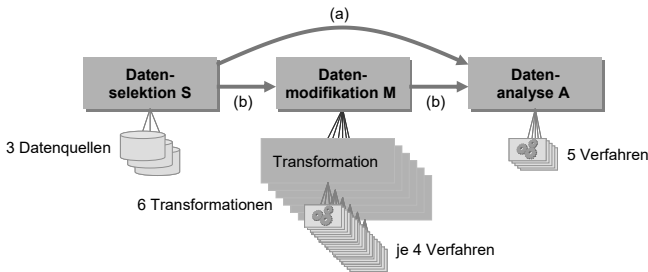 (a)
Daten-
selektion S
(b)
Daten-
modifikation M
(b)
Daten-
analyse A
3 Datenquellen
Transformation
5 Verfahren
6 Transformationen
je 4 Verfahren